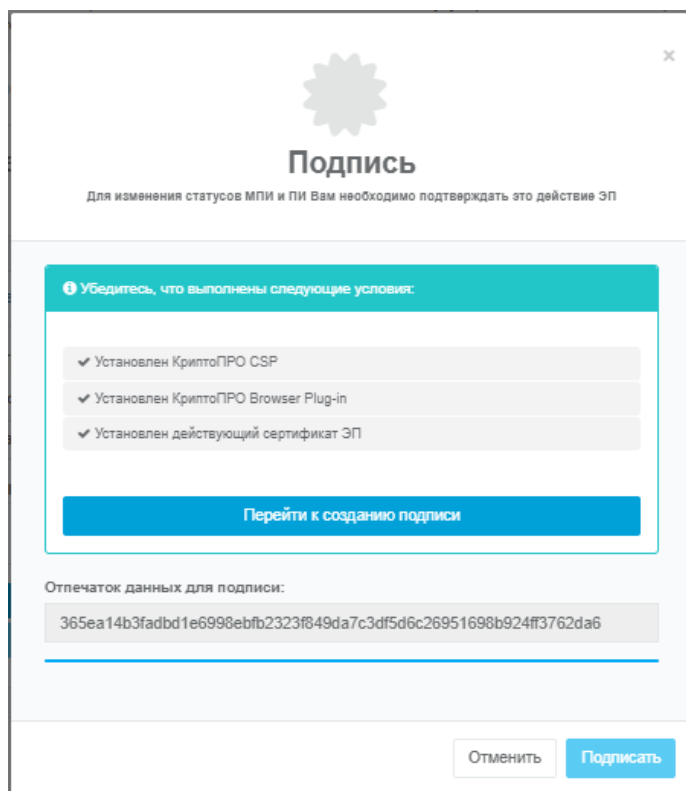 Подпись
Для изменения статусов МПИ и ПИ Вам необходимо подтверждать это действие ЭП
Убедитесь, что выполнены следующие условия:
Установлен КриптоПРО CSP
Установлен КриптоПРО Browser Plug-in
Установлен действующий сертификат ЭП
Перейти к созданию подписи
Отпечаток данных для подписи:
365ea14b3fadbd1e6998ebfb2323f849da7c3df5d6c26951698b924ff3762da6
Отменить
Подписать